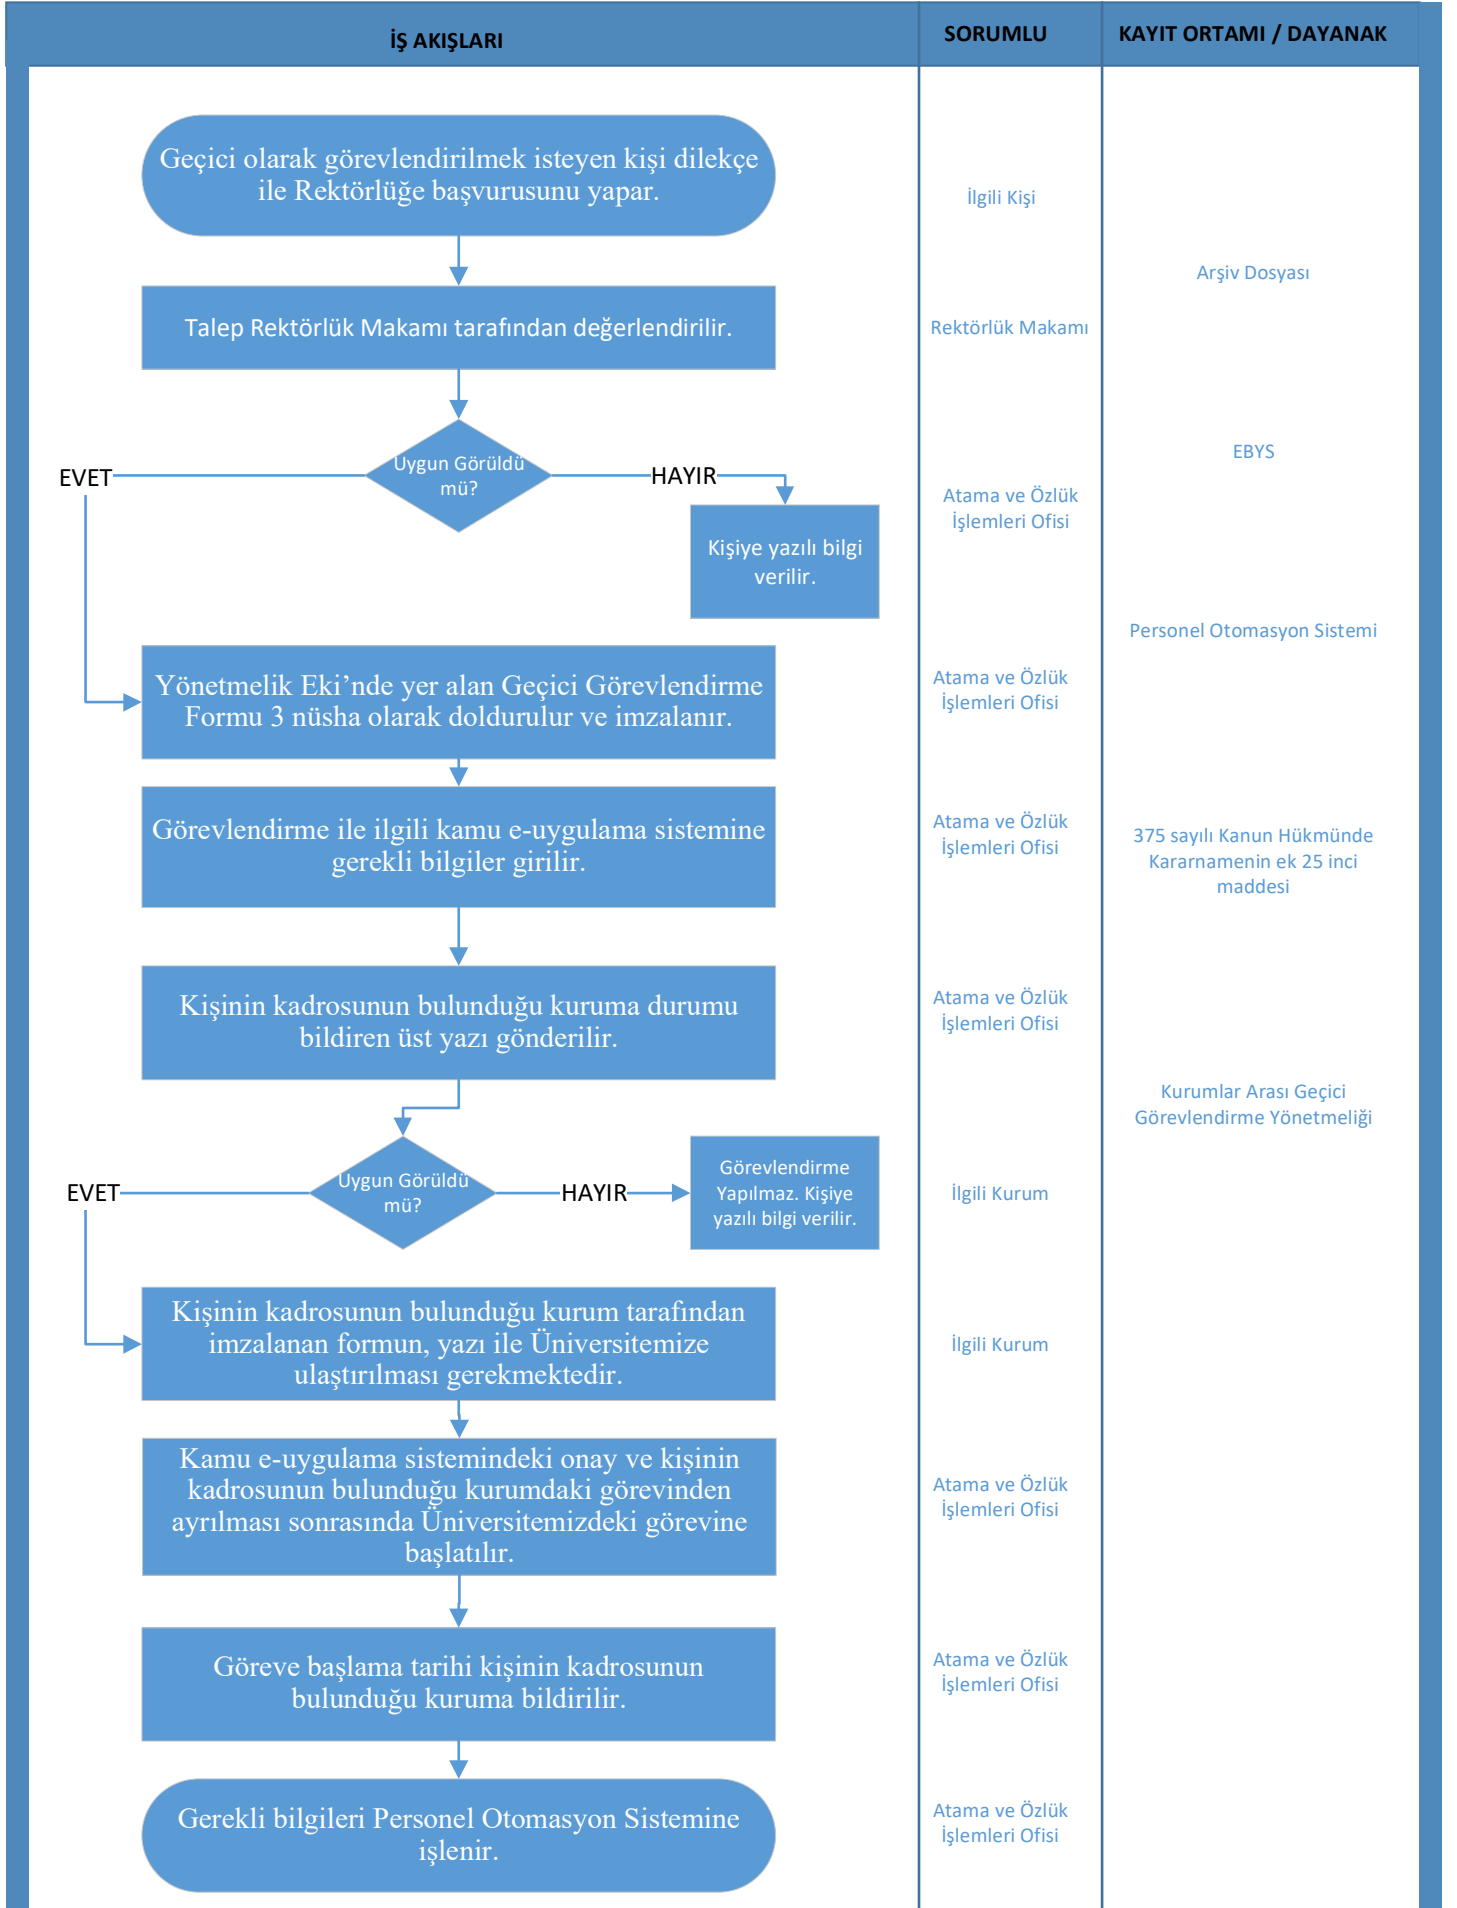 İŞ AKIŞLARI
SORUMLU
KAYIT ORTAMI / DAYANAK
Geçici olarak görevlendirilmek isteyen kişi dilekçe
ile Rektörlüğe başvurusunu yapar.
İlgili Kişi
Arşiv Dosyası
Talep Rektörlük Makamı tarafından değerlendirilir.
Rektörlük Makamı
Uygun Görüldü
mü?
EVET
HAYIR
EBYS
Atama ve Özlük
İşlemleri Ofisi
Kişiye yazılı bilgi
verilir.
Personel Otomasyon Sistemi
Yönetmelik Eki’nde yer alan Geçici Görevlendirme
Formu 3 nüsha olarak doldurulur ve imzalanır.
Atama ve Özlük
İşlemleri Ofisi
Görevlendirme ile ilgili kamu e-uygulama sistemine
gerekli bilgiler girilir.
Atama ve Özlük
İşlemleri Ofisi
375 sayılı Kanun Hükmünde
Kararnamenin ek 25 inci
maddesi
Kişinin kadrosunun bulunduğu kuruma durumu
bildiren üst yazı gönderilir.
Atama ve Özlük
İşlemleri Ofisi
Kurumlar Arası Geçici
Görevlendirme Yönetmeliği
Uygun Görüldü
mü?
EVET
HAYIR
Görevlendirme
Yapılmaz. Kişiye
yazılı bilgi verilir.
İlgili Kurum
Kişinin kadrosunun bulunduğu kurum tarafından
imzalanan formun, yazı ile Üniversitemize
ulaştırılması gerekmektedir.
İlgili Kurum
Kamu e-uygulama sistemindeki onay ve kişinin
kadrosunun bulunduğu kurumdaki görevinden
ayrılması sonrasında Üniversitemizdeki görevine
başlatılır.
Atama ve Özlük
İşlemleri Ofisi
Göreve başlama tarihi kişinin kadrosunun
bulunduğu kuruma bildirilir.
Atama ve Özlük
İşlemleri Ofisi
Gerekli bilgileri Personel Otomasyon Sistemine
işlenir.
Atama ve Özlük
İşlemleri Ofisi